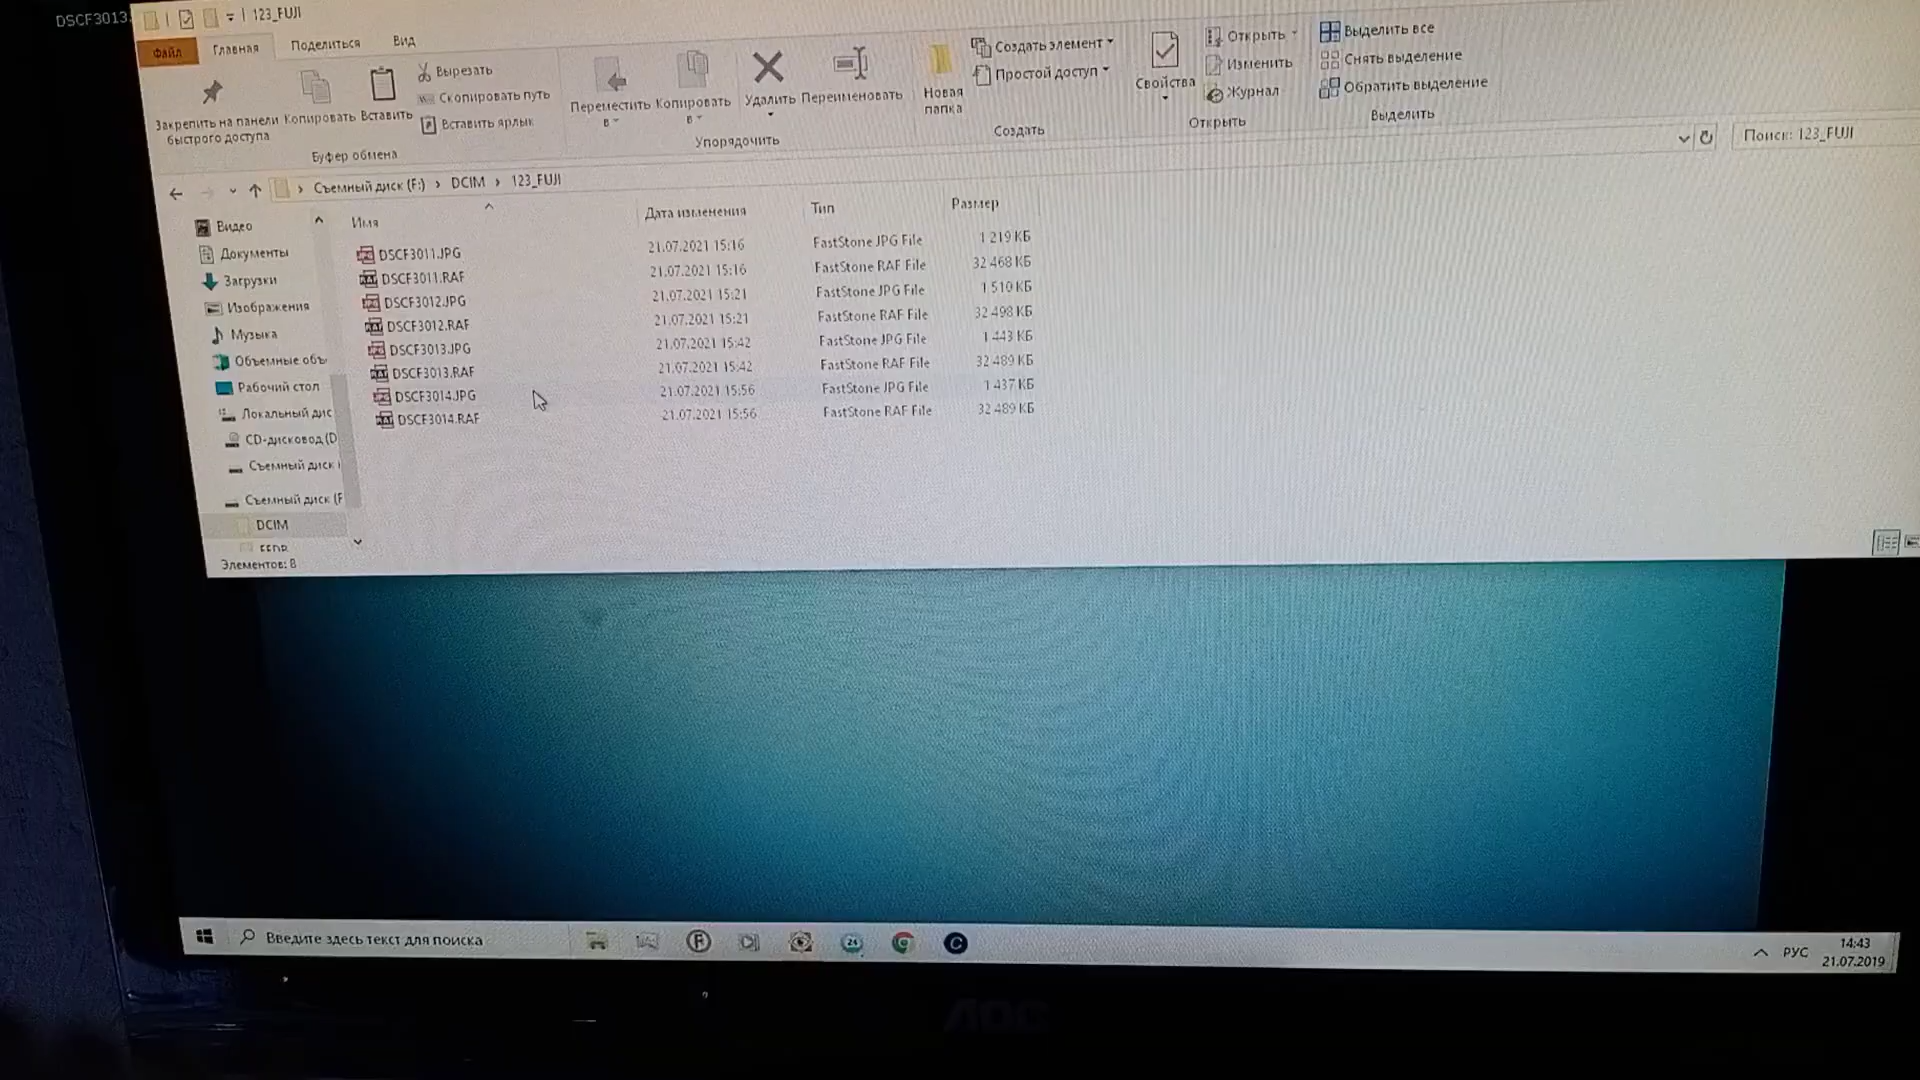 DSCF3013.
123_FUJI
Файл Главная Поделиться Вид
Закрепить на панели быстрого доступа
Копировать
Вставить
Вырезать
Скопировать путь
Вставить ярлык
Буфер обмена
Переместить в
Копировать в
Удалить
Переименовать
Упорядочить
Новая папка
Создать элемент
Простой доступ
Создать
Свойства
Открыть
Изменить
Журнал
Открыть
Выделить все
Снять выделение
Обратить выделение
Выделить
Съемный диск (F:) › DCIM › 123_FUJI
Поиск: 123_FUJI
Видео
Документы
Загрузки
Изображения
Музыка
Объемные объ
Рабочий стол
Локальный дис
CD-дисковод (D
Съемный диск
Съемный диск (F
DCIM
Элементов: 8
Имя Дата изменения Тип Размер
DSCF3011.JPG 21.07.2021 15:16 FastStone JPG File 1 219 КБ
DSCF3011.RAF 21.07.2021 15:16 FastStone RAF File 32 468 КБ
DSCF3012.JPG 21.07.2021 15:21 FastStone JPG File 1 510 КБ
DSCF3012.RAF 21.07.2021 15:21 FastStone RAF File 32 498 КБ
DSCF3013.JPG 21.07.2021 15:42 FastStone JPG File 1 443 КБ
DSCF3013.RAF 21.07.2021 15:42 FastStone RAF File 32 489 КБ
DSCF3014.JPG 21.07.2021 15:56 FastStone JPG File 1 437 КБ
DSCF3014.RAF 21.07.2021 15:56 FastStone RAF File 32 489 КБ
Введите здесь текст для поиска
24
РУС
14:43
21.07.2019
AOC